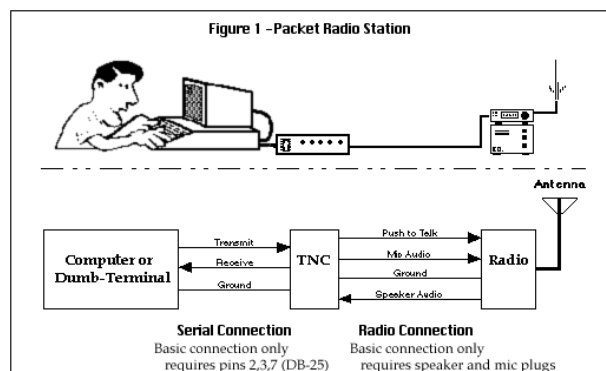 Figure 1 -Packet Radio Station
Antenna
Computer or
Dumb-Terminal
Transmit
Receive
Ground
TNC
Push to Talk
Mic Audio
Ground
Speaker Audio
Radio
Serial Connection
Basic connection only
requires pins 2,3,7 (DB-25)
Radio Connection
Basic connection only
requires speaker and mic plugs